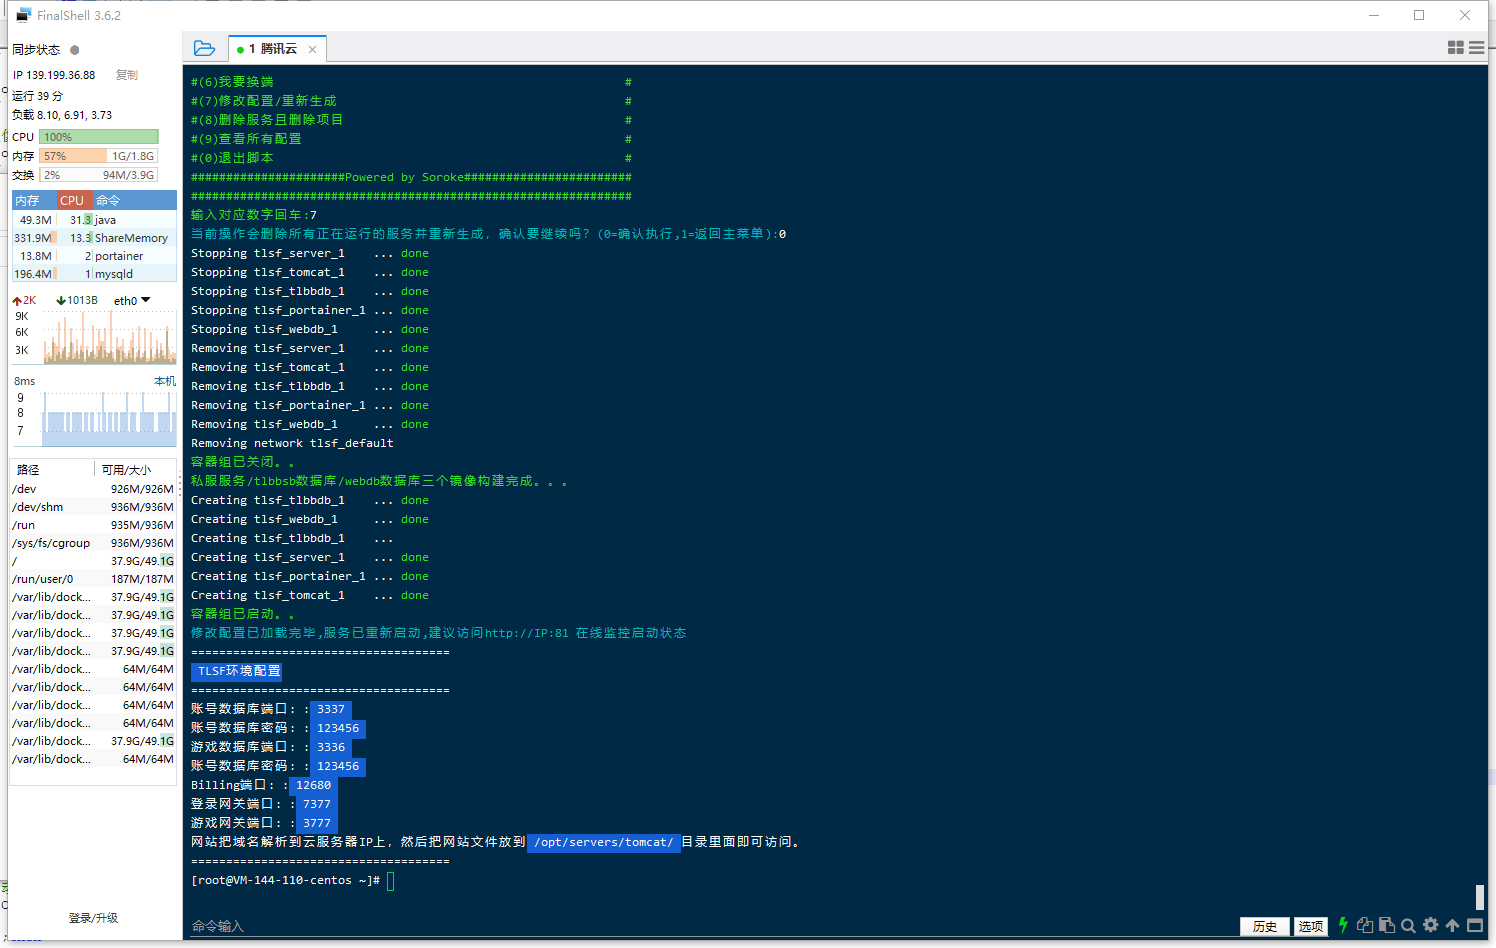 FinalShell 3.6.2
同步状态
IP 139.199.36.88 复制
运行 39 分
负载 8.10, 6.91, 3.73
CPU 100%
内存 57% 1G/1.8G
交换 2% 94M/3.9G
内存 CPU 命令
49.3M 31.3 java
331.9M 13.3 ShareMemory
13.8M 2 portainer
196.4M 1 mysqld
2K 1013B eth0
9K
6K
3K
8ms 本机
9
8
7
路径 可用/大小
/dev 926M/926M
/dev/shm 936M/936M
/run 935M/936M
/sys/fs/cgroup 936M/936M
/ 37.9G/49.1G
/run/user/0 187M/187M
/var/lib/dock... 37.9G/49.1G
/var/lib/dock... 37.9G/49.1G
/var/lib/dock... 37.9G/49.1G
/var/lib/dock... 37.9G/49.1G
/var/lib/dock... 64M/64M
/var/lib/dock... 64M/64M
/var/lib/dock... 64M/64M
/var/lib/dock... 64M/64M
/var/lib/dock... 37.9G/49.1G
/var/lib/dock... 64M/64M
登录/升级
1 腾讯云
#(6)我要换端 #
#(7)修改配置/重新生成 #
#(8)删除服务且删除项目 #
#(9)查看所有配置 #
#(0)退出脚本 #
######################Powered by Soroke########################
###############################################################
输入对应数字回车:7
当前操作会删除所有正在运行的服务并重新生成, 确认要继续吗? (0=确认执行,1=返回主菜单):0
Stopping tlsf_server_1 ... done
Stopping tlsf_tomcat_1 ... done
Stopping tlsf_tlbbdb_1 ... done
Stopping tlsf_portainer_1 ... done
Stopping tlsf_webdb_1 ... done
Removing tlsf_server_1 ... done
Removing tlsf_tomcat_1 ... done
Removing tlsf_tlbbdb_1 ... done
Removing tlsf_portainer_1 ... done
Removing tlsf_webdb_1 ... done
Removing network tlsf_default
容器组已关闭。。
私服服务/tlbbsb数据库/webdb数据库三个镜像构建完成。。。
Creating tlsf_tlbbdb_1 ... done
Creating tlsf_webdb_1 ... done
Creating tlsf_tlbbdb_1 ...
Creating tlsf_server_1 ... done
Creating tlsf_portainer_1 ... done
Creating tlsf_tomcat_1 ... done
容器组已启动。。
修改配置已加载完毕,服务已重新启动,建议访问http://IP:81 在线监控启动状态
=====================================
TLSF环境配置
=====================================
账号数据库端口: : 3337
账号数据库密码: : 123456
游戏数据库端口: : 3336
账号数据库密码: : 123456
Billing端口: : 12680
登录网关端口: : 7377
游戏网关端口: : 3777
网站把域名解析到云服务器IP上, 然后把网站文件放到 /opt/servers/tomcat/ 目录里面即可访问。
=====================================
[root@VM-144-110-centos ~]#
命令输入
历史 选项